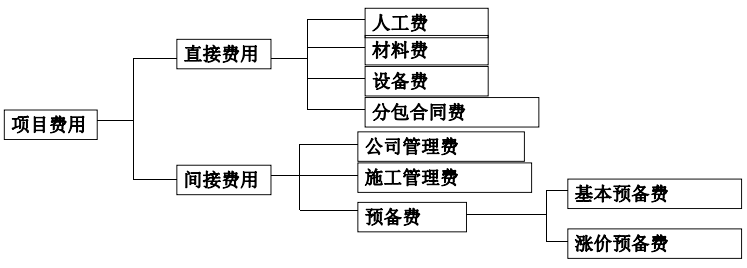 项目费用
直接费用
人工费
材料费
设备费
分包合同费
间接费用
公司管理费
施工管理费
预备费
基本预备费
涨价预备费